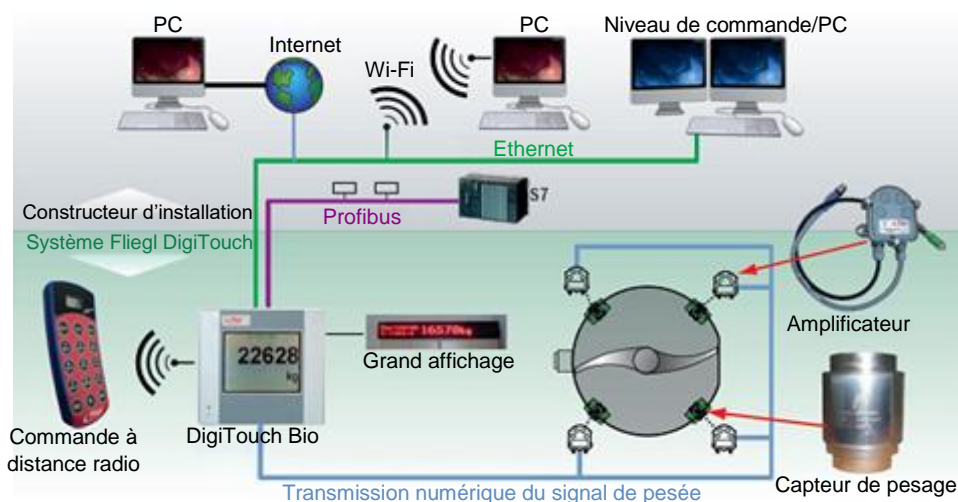 PC
PC
Niveau de commande/PC
Internet
Wi-Fi
Ethernet
S7
Constructeur d’installation
Profibus
Système Fliegl DigiTouch
Amplificateur
16570kg
Grand affichage
22628
kg
Commande à
distance radio
DigiTouch Bio
Capteur de pesage
Transmission numérique du signal de pesée